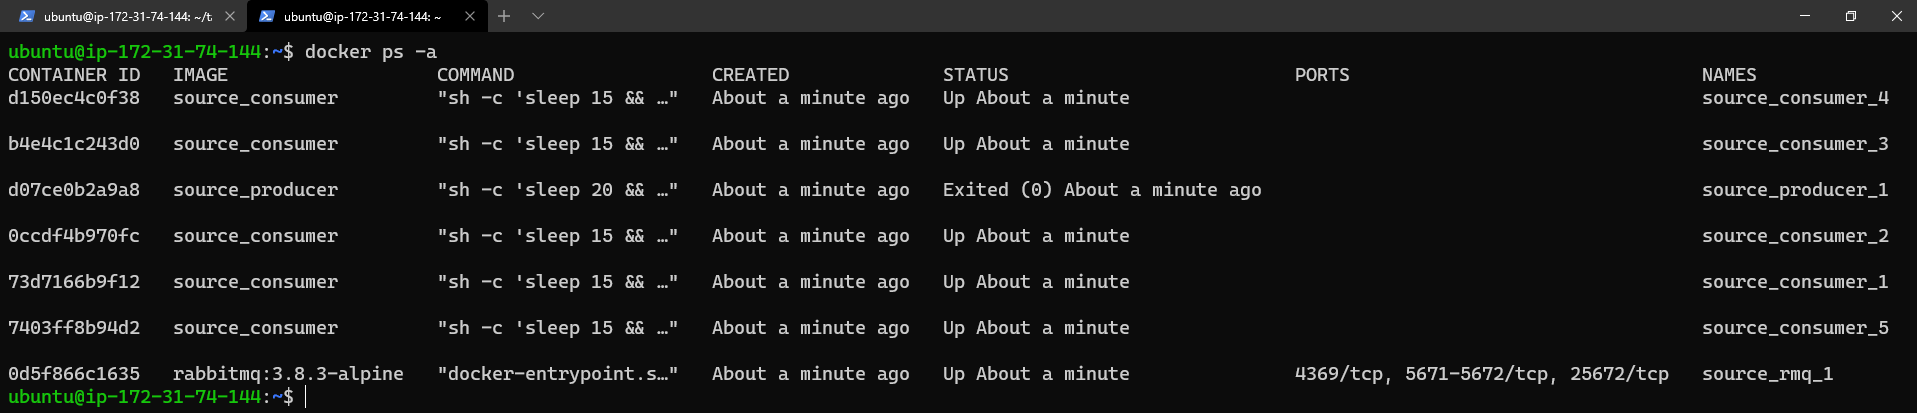 ubuntu@ip-172-31-74-144: ~/t
ubuntu@ip-172-31-74-144: ~
ubuntu@ip-172-31-74-144:~$ docker ps -a
CONTAINER ID IMAGE COMMAND CREATED STATUS PORTS NAMES
d150ec4c0f38 source_consumer "sh -c 'sleep 15 && …" About a minute ago Up About a minute source_consumer_4
b4e4c1c243d0 source_consumer "sh -c 'sleep 15 && …" About a minute ago Up About a minute source_consumer_3
d07ce0b2a9a8 source_producer "sh -c 'sleep 20 && …" About a minute ago Exited (0) About a minute ago source_producer_1
0ccdf4b970fc source_consumer "sh -c 'sleep 15 && …" About a minute ago Up About a minute source_consumer_2
73d7166b9f12 source_consumer "sh -c 'sleep 15 && …" About a minute ago Up About a minute source_consumer_1
7403ff8b94d2 source_consumer "sh -c 'sleep 15 && …" About a minute ago Up About a minute source_consumer_5
0d5f866c1635 rabbitmq:3.8.3-alpine "docker-entrypoint.s…" About a minute ago Up About a minute 4369/tcp, 5671-5672/tcp, 25672/tcp source_rmq_1
ubuntu@ip-172-31-74-144:~$